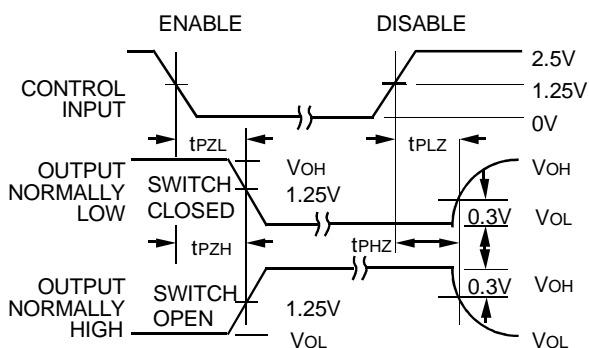 ENABLE DISABLE
CONTROL
INPUT
2.5V
1.25V
0V
tPZL
tPLZ
OUTPUT
NORMALLY
LOW
SWITCH
CLOSED
VOH
1.25V
VOH
0.3V
VOL
tPZH
tPHZ
OUTPUT
NORMALLY
HIGH
SWITCH
OPEN
1.25V
VOL
0.3V
VOH
VOL